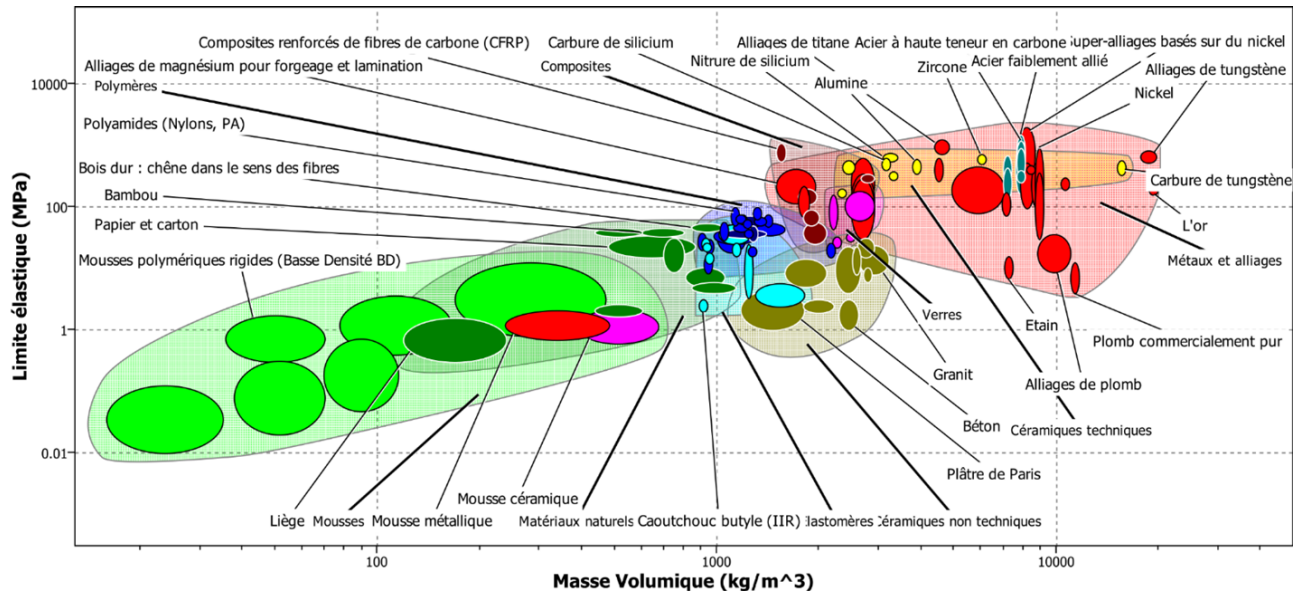 Composites renforcés de fibres de carbone (CFRP)
Carbure de silicium
Alliages de titane
Acier à haute teneur en carbone
Super-alliages basés sur du nickel
Alliages de magnésium pour forgeage et lamination
Composites
Nitrure de silicium
Alumine
Zircone
Acier faiblement allié
Alliages de tungstène
10000
Polymères
Nickel
Polyamides (Nylons, PA)
Bois dur : chêne dans le sens des fibres
Carbure de tungstène
Bambou
100
Papier et carton
L'or
Mousses polymériques rigides (Basse Densité BD)
Métaux et alliages
Verres
Etain
1
Plomb commercialement pur
Granit
Alliages de plomb
Béton
Céramiques techniques
0.01
Plâtre de Paris
Mousse céramique
Liège
Mousses
Mousse métallique
Matériaux naturels
Caoutchouc butyle (IIR)
Elastomères
Céramiques non techniques
100
1000
10000
Limite élastique (MPa)
Masse Volumique (kg/m^3)